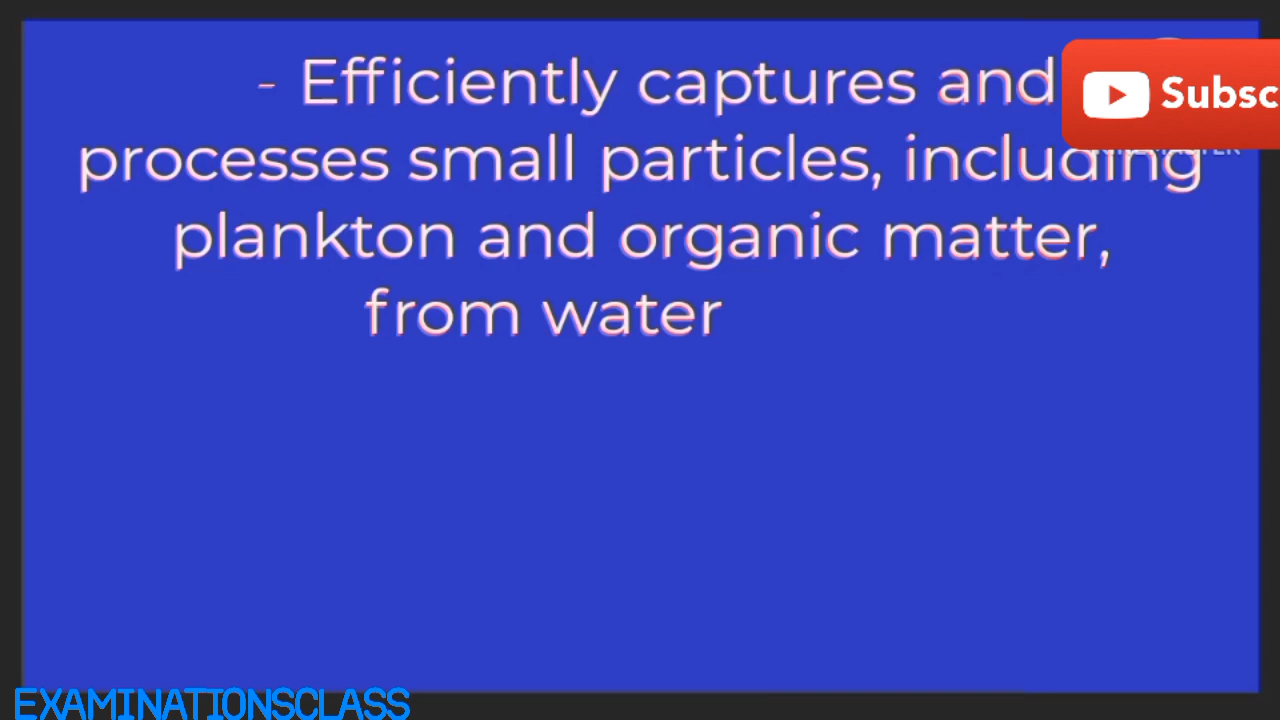 - Efficiently captures and
processes small particles, including
plankton and organic matter,
from water
Subsc
EXAMINATIONSCLASS